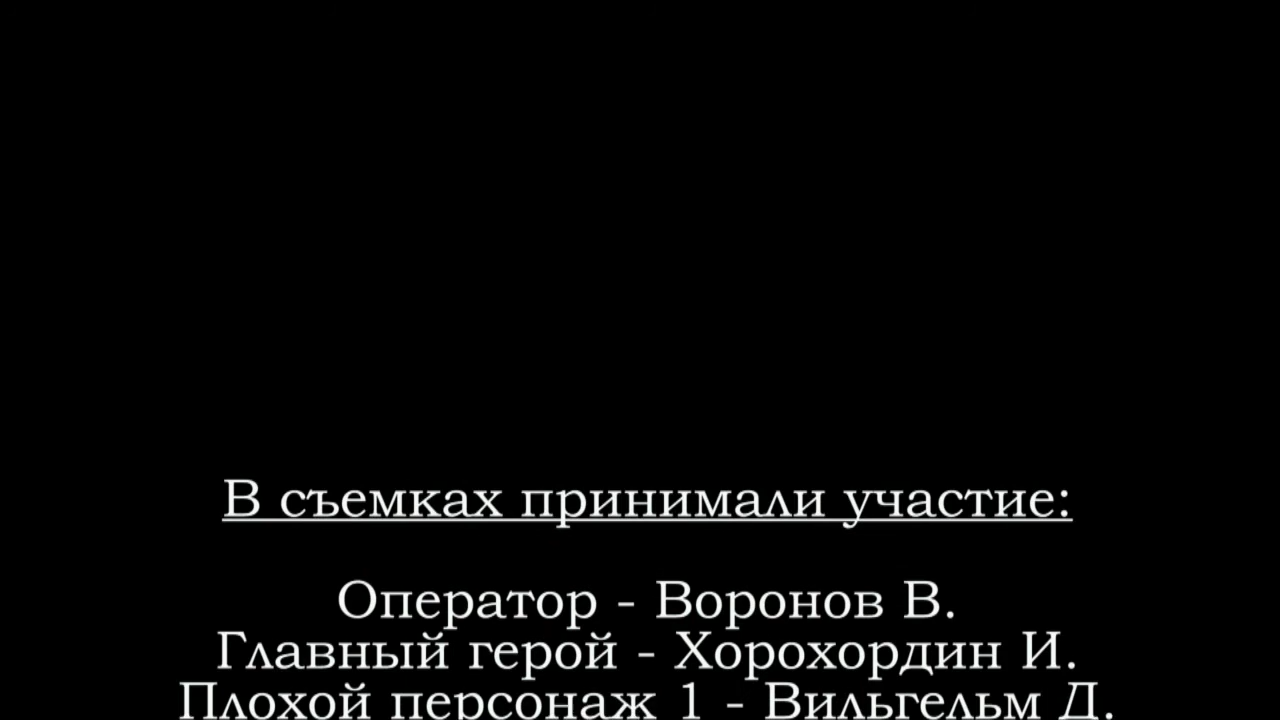 В съемках принимали участие:
Оператор - Воронов В.
Главный герой - Хорохордин И.
Плохой персонаж 1 - Вильгельм Д.